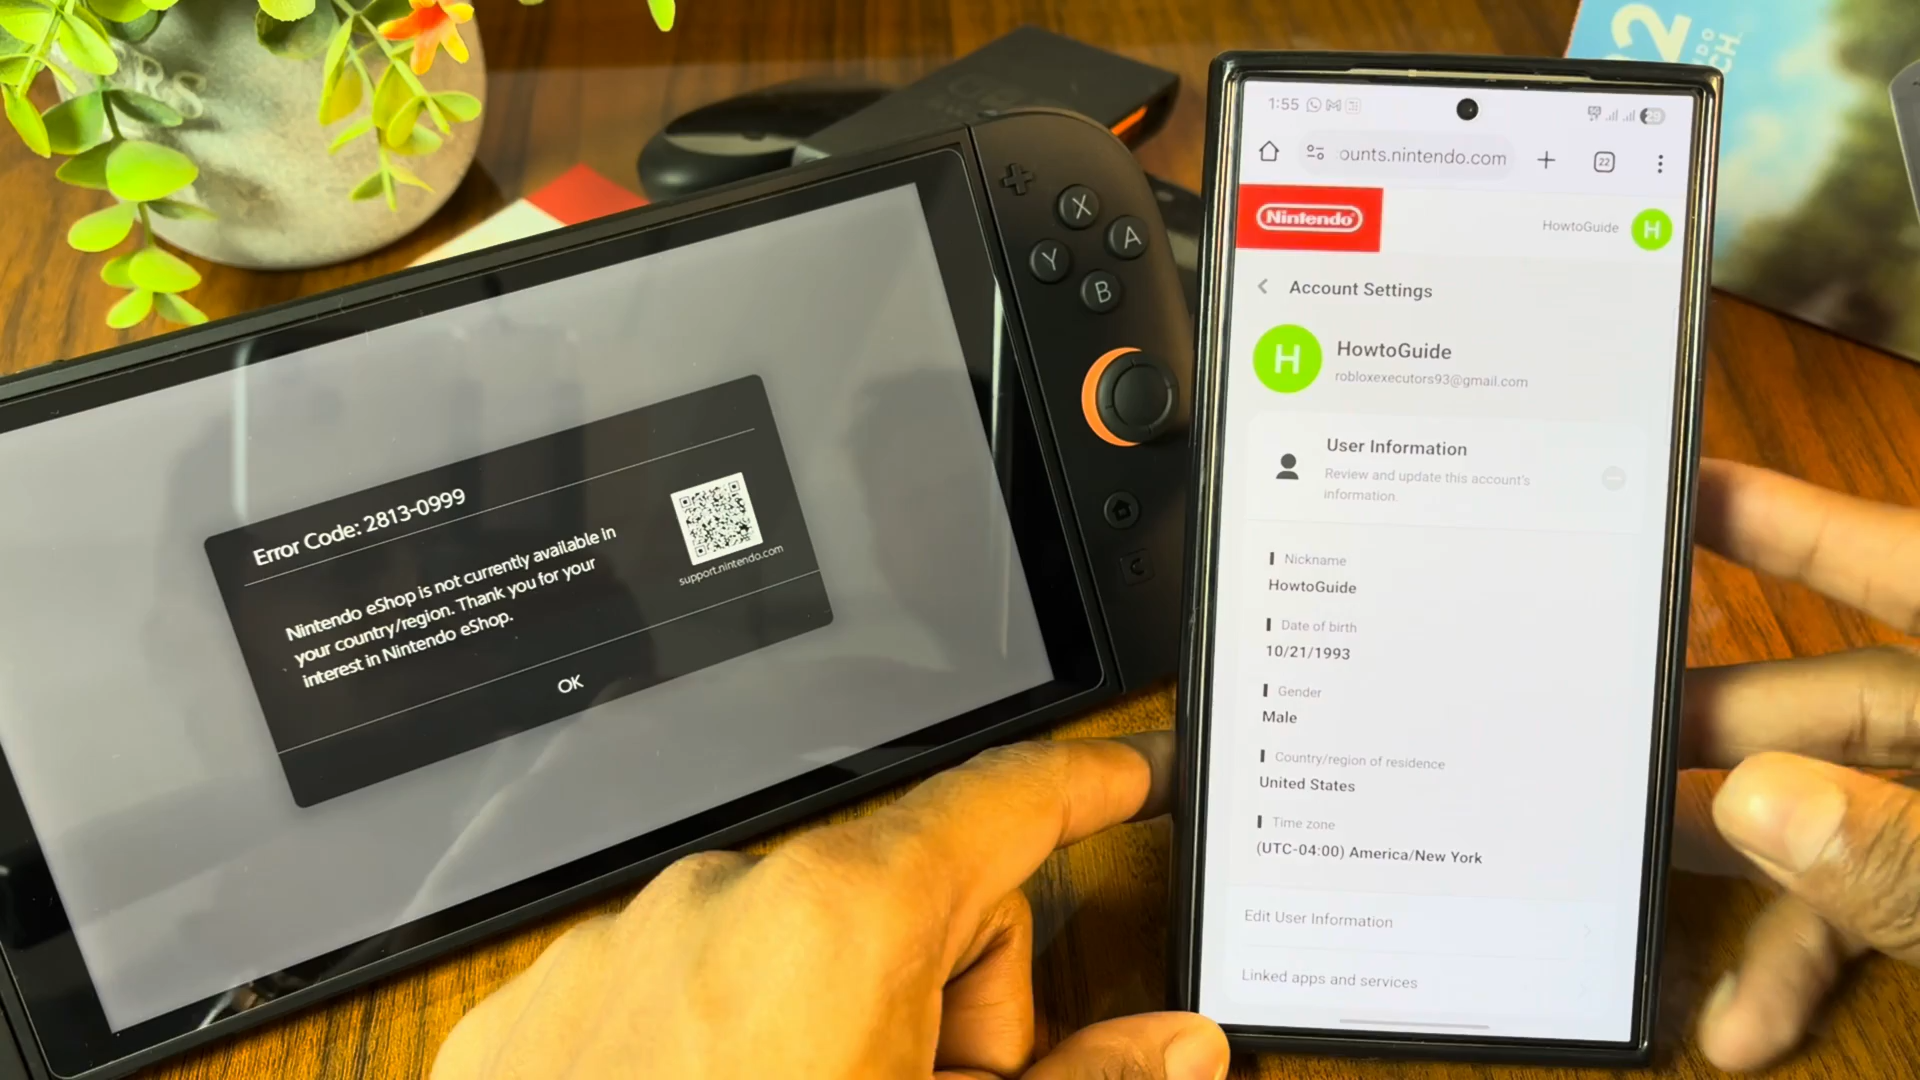 Error Code: 2813-0999
Nintendo eShop is not currently available in
your country/region. Thank you for your
interest in Nintendo eShop.
support.nintendo.com
OK
X
A
Y
B
C
1:55
ounts.nintendo.com
22
Nintendo
HowtoGuide
H
Account Settings
H
HowtoGuide
robloxexecutors93@gmail.com
User Information
Review and update this account's
information.
Nickname
HowtoGuide
Date of birth
10/21/1993
Gender
Male
Country/region of residence
United States
Time zone
(UTC-04:00) America/New York
Edit User Information
Linked apps and services
2